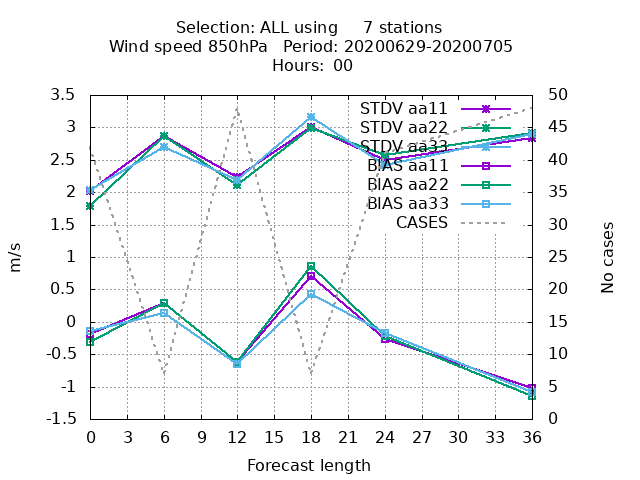 Selection: ALL using     7 stations
Wind speed 850hPa   Period: 20200629-20200705
Hours:  00
3.5
3
2.5
2
1.5
1
0.5
0
-0.5
-1
-1.5
m/s
50
45
40
35
30
25
20
15
10
5
0
No cases
STDV aa11
STDV aa22
STDV aa33
BIAS aa11
BIAS aa22
BIAS aa33
CASES
0 3 6 9 12 15 18 21 24 27 30 33 36
Forecast length